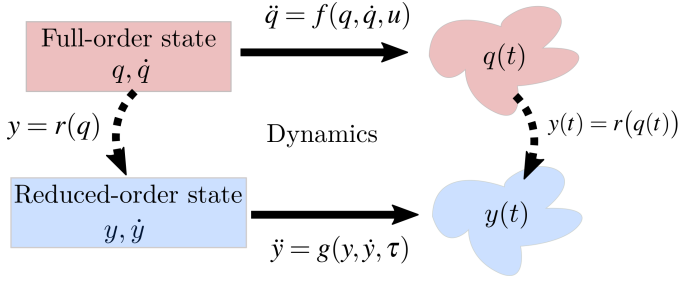 q̈ = f(q, q̇, u)
Full-order state
q, q̇
q(t)
y = r(q)
Dynamics
y(t) = r(q(t))
Reduced-order state
y, ẏ
y(t)
ÿ = g(y, ẏ, τ)